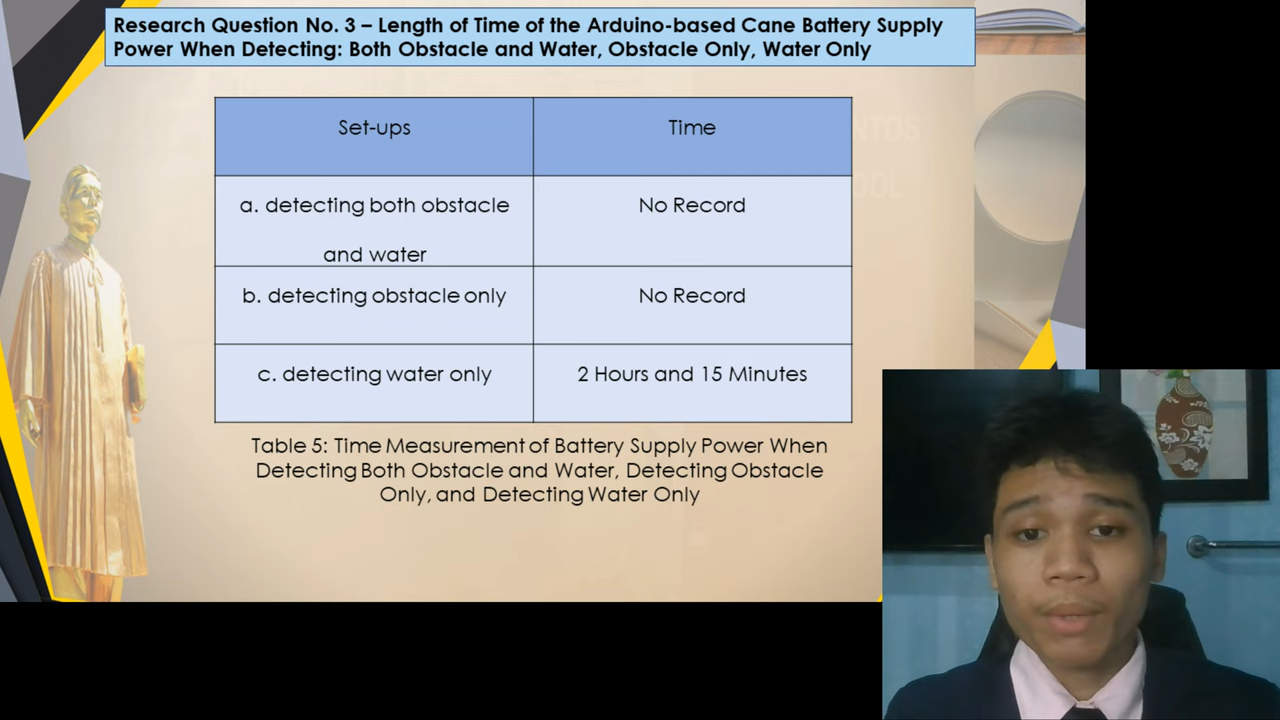 Research Question No. 3 – Length of Time of the Arduino-based Cane Battery Supply
Power When Detecting: Both Obstacle and Water, Obstacle Only, Water Only
NTOS
OOL
Set-ups
Time
a. detecting both obstacle
and water
No Record
b. detecting obstacle only
No Record
c. detecting water only
2 Hours and 15 Minutes
Table 5: Time Measurement of Battery Supply Power When
Detecting Both Obstacle and Water, Detecting Obstacle
Only, and Detecting Water Only